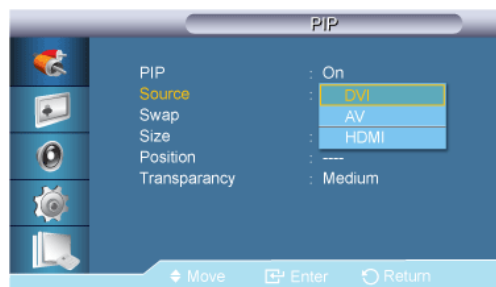 PIP
PIP : On
Source : DVI
Swap AV
Size : HDMI
Position : ----
Transparancy : Medium
Move Enter Return